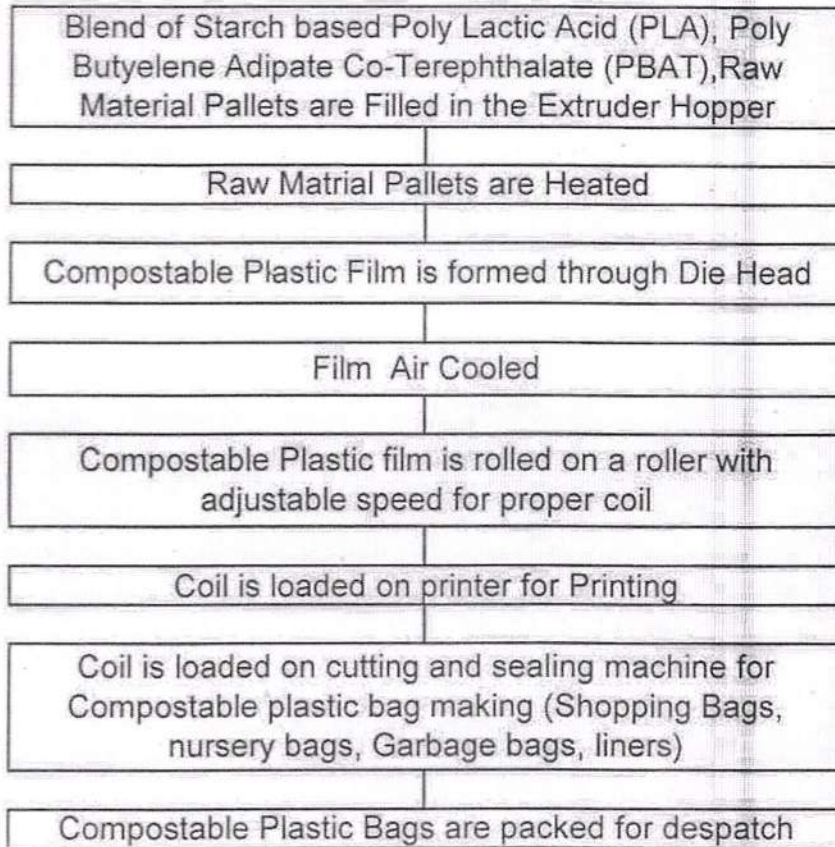 Blend of Starch based Poly Lactic Acid (PLA), Poly
Butyelene Adipate Co-Terephthalate (PBAT),Raw
Material Pallets are Filled in the Extruder Hopper
Raw Matrial Pallets are Heated
Compostable Plastic Film is formed through Die Head
Film Air Cooled
Compostable Plastic film is rolled on a roller with
adjustable speed for proper coil
Coil is loaded on printer for Printing
Coil is loaded on cutting and sealing machine for
Compostable plastic bag making (Shopping Bags,
nursery bags, Garbage bags, liners)
Compostable Plastic Bags are packed for despatch